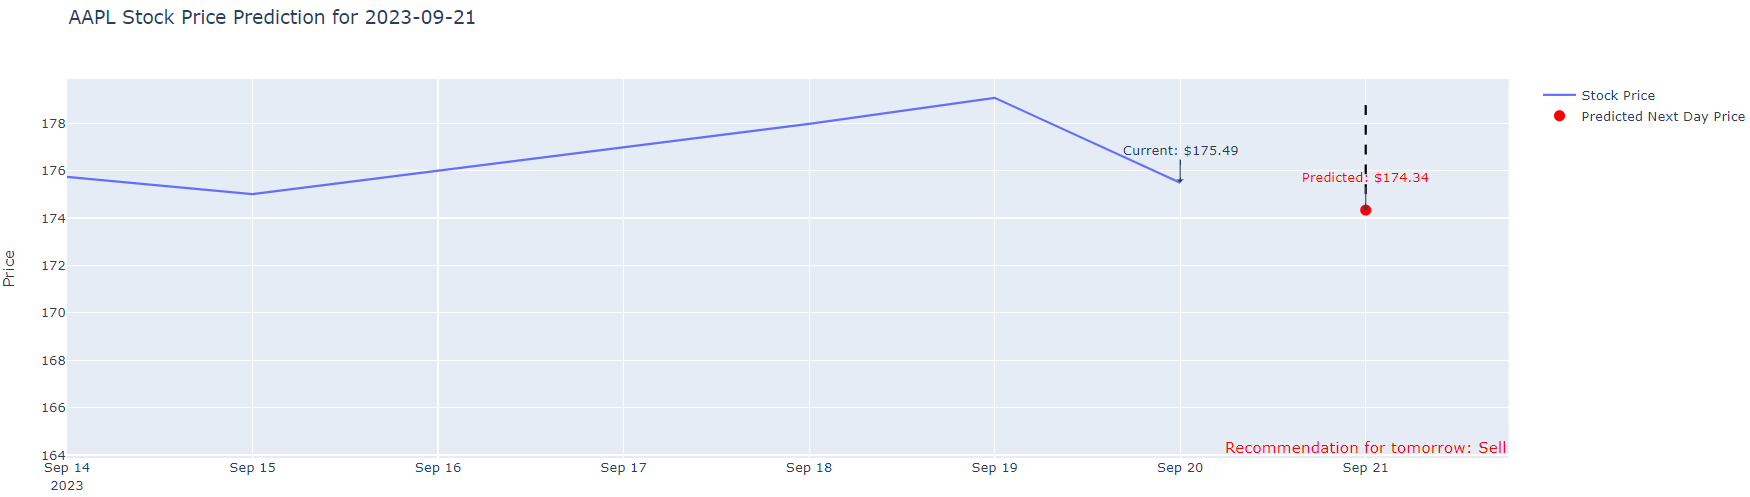 AAPL Stock Price Prediction for 2023-09-21
Stock Price
Predicted Next Day Price
Current: $175.49
Predicted: $174.34
Price
178
176
174
172
170
168
166
164
Recommendation for tomorrow: Sell
Sep 14
2023
Sep 15
Sep 16
Sep 17
Sep 18
Sep 19
Sep 20
Sep 21